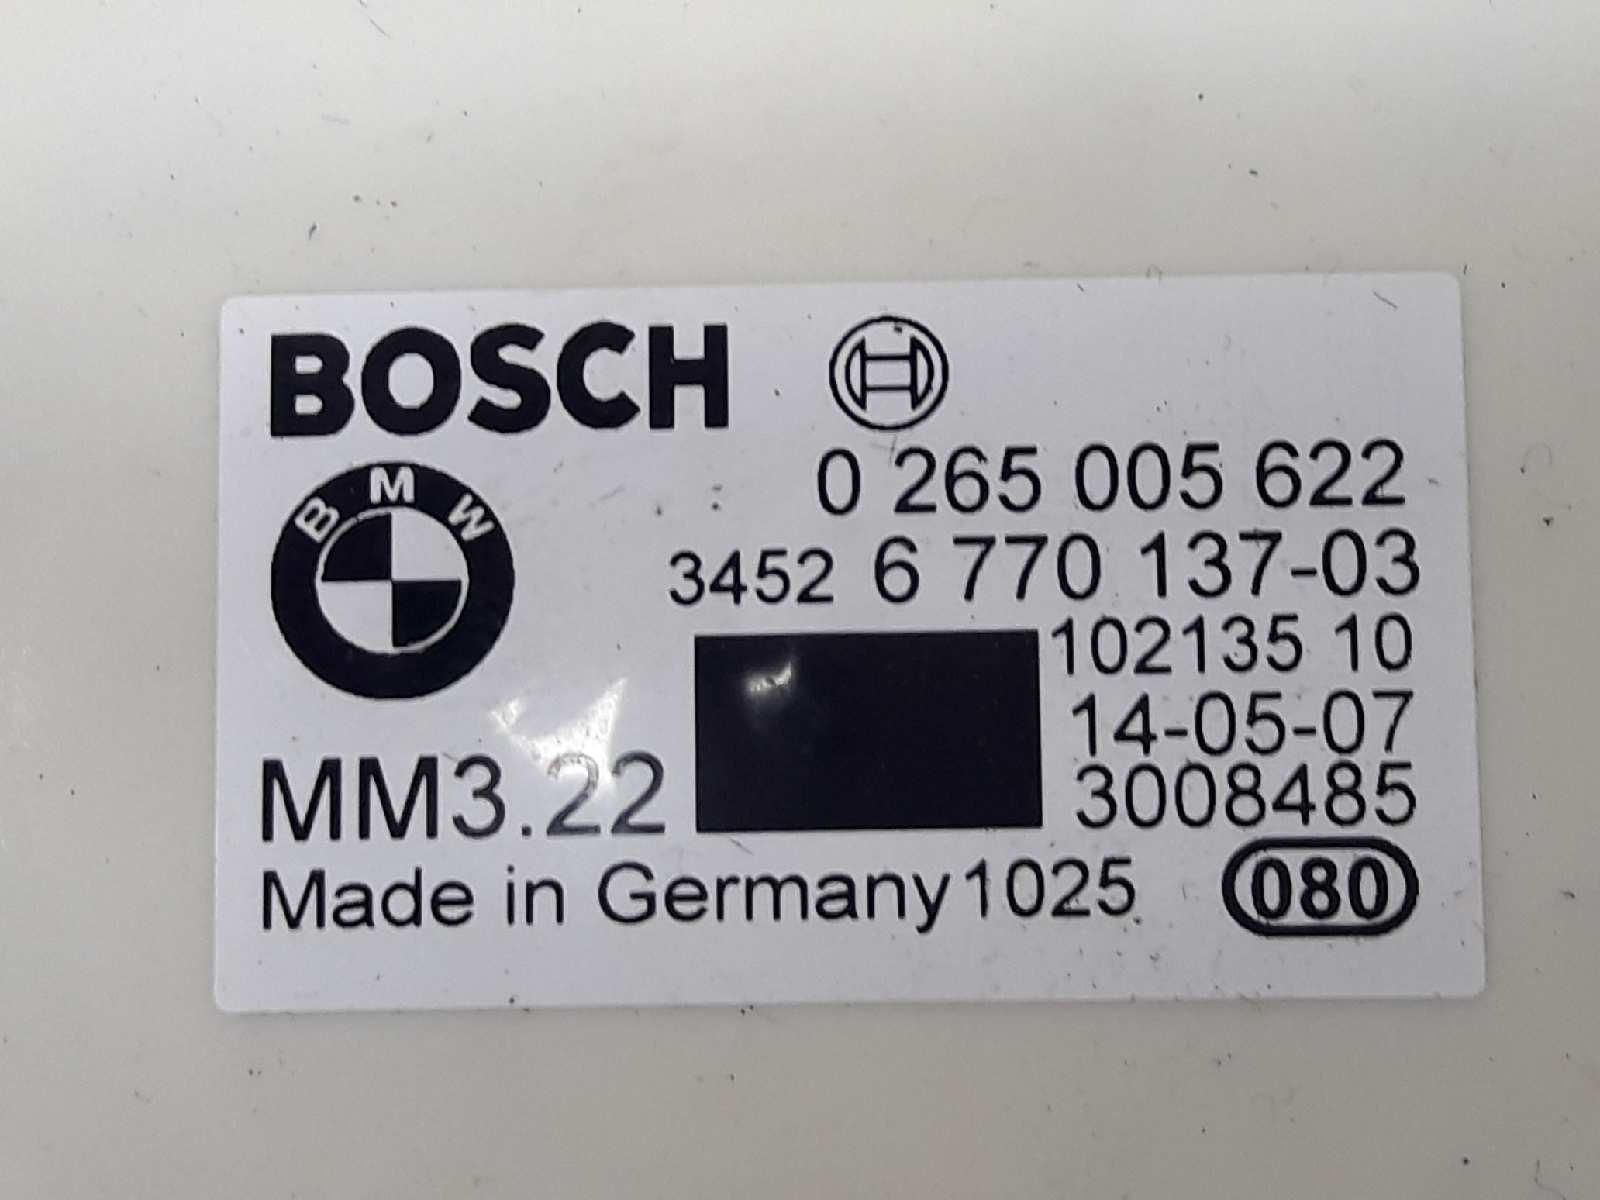 BOSCH
0 265 005 622
BMW
3452 6 770 137-03
102135 10
14-05-07
MM3.22
3008485
Made in Germany 1025
080